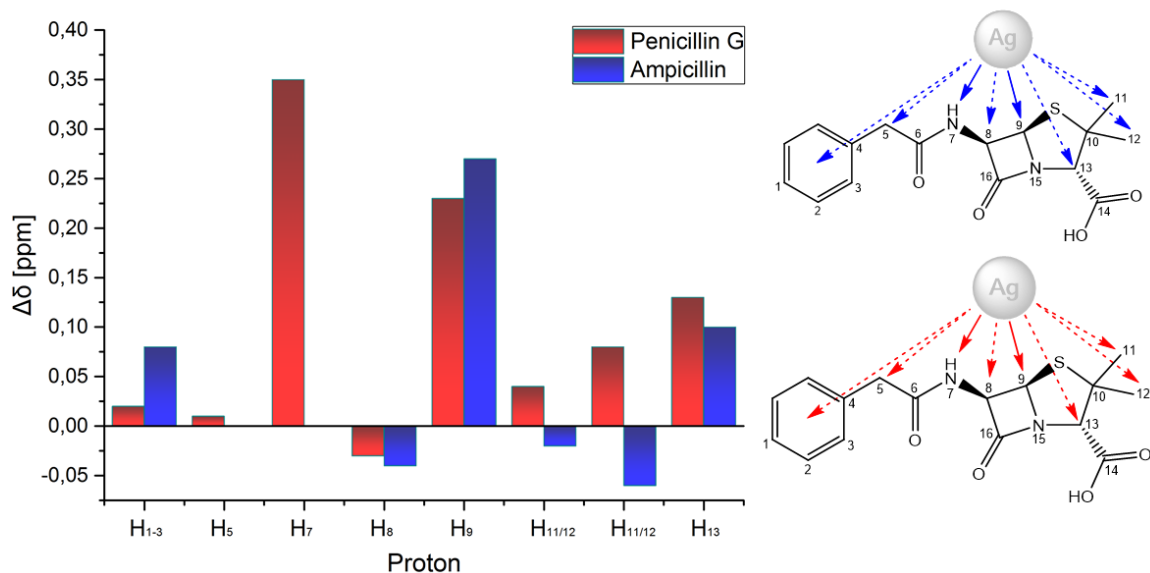 0,40
0,35
0,30
0,25
0,20
0,15
0,10
0,05
0,00
-0,05
Δδ [ppm]
Penicillin G
Ampicillin
H1-3 H5 H7 H8 H9 H11/12 H11/12 H13
Proton
Ag
H
N
7
S
11
12
10
9
8
5
6
4
O
N
15
13
16
1
3
2
O
14
O
HO
Ag
H
N
7
S
11
12
10
9
8
5
6
4
O
N
15
13
16
1
3
2
O
14
O
HO